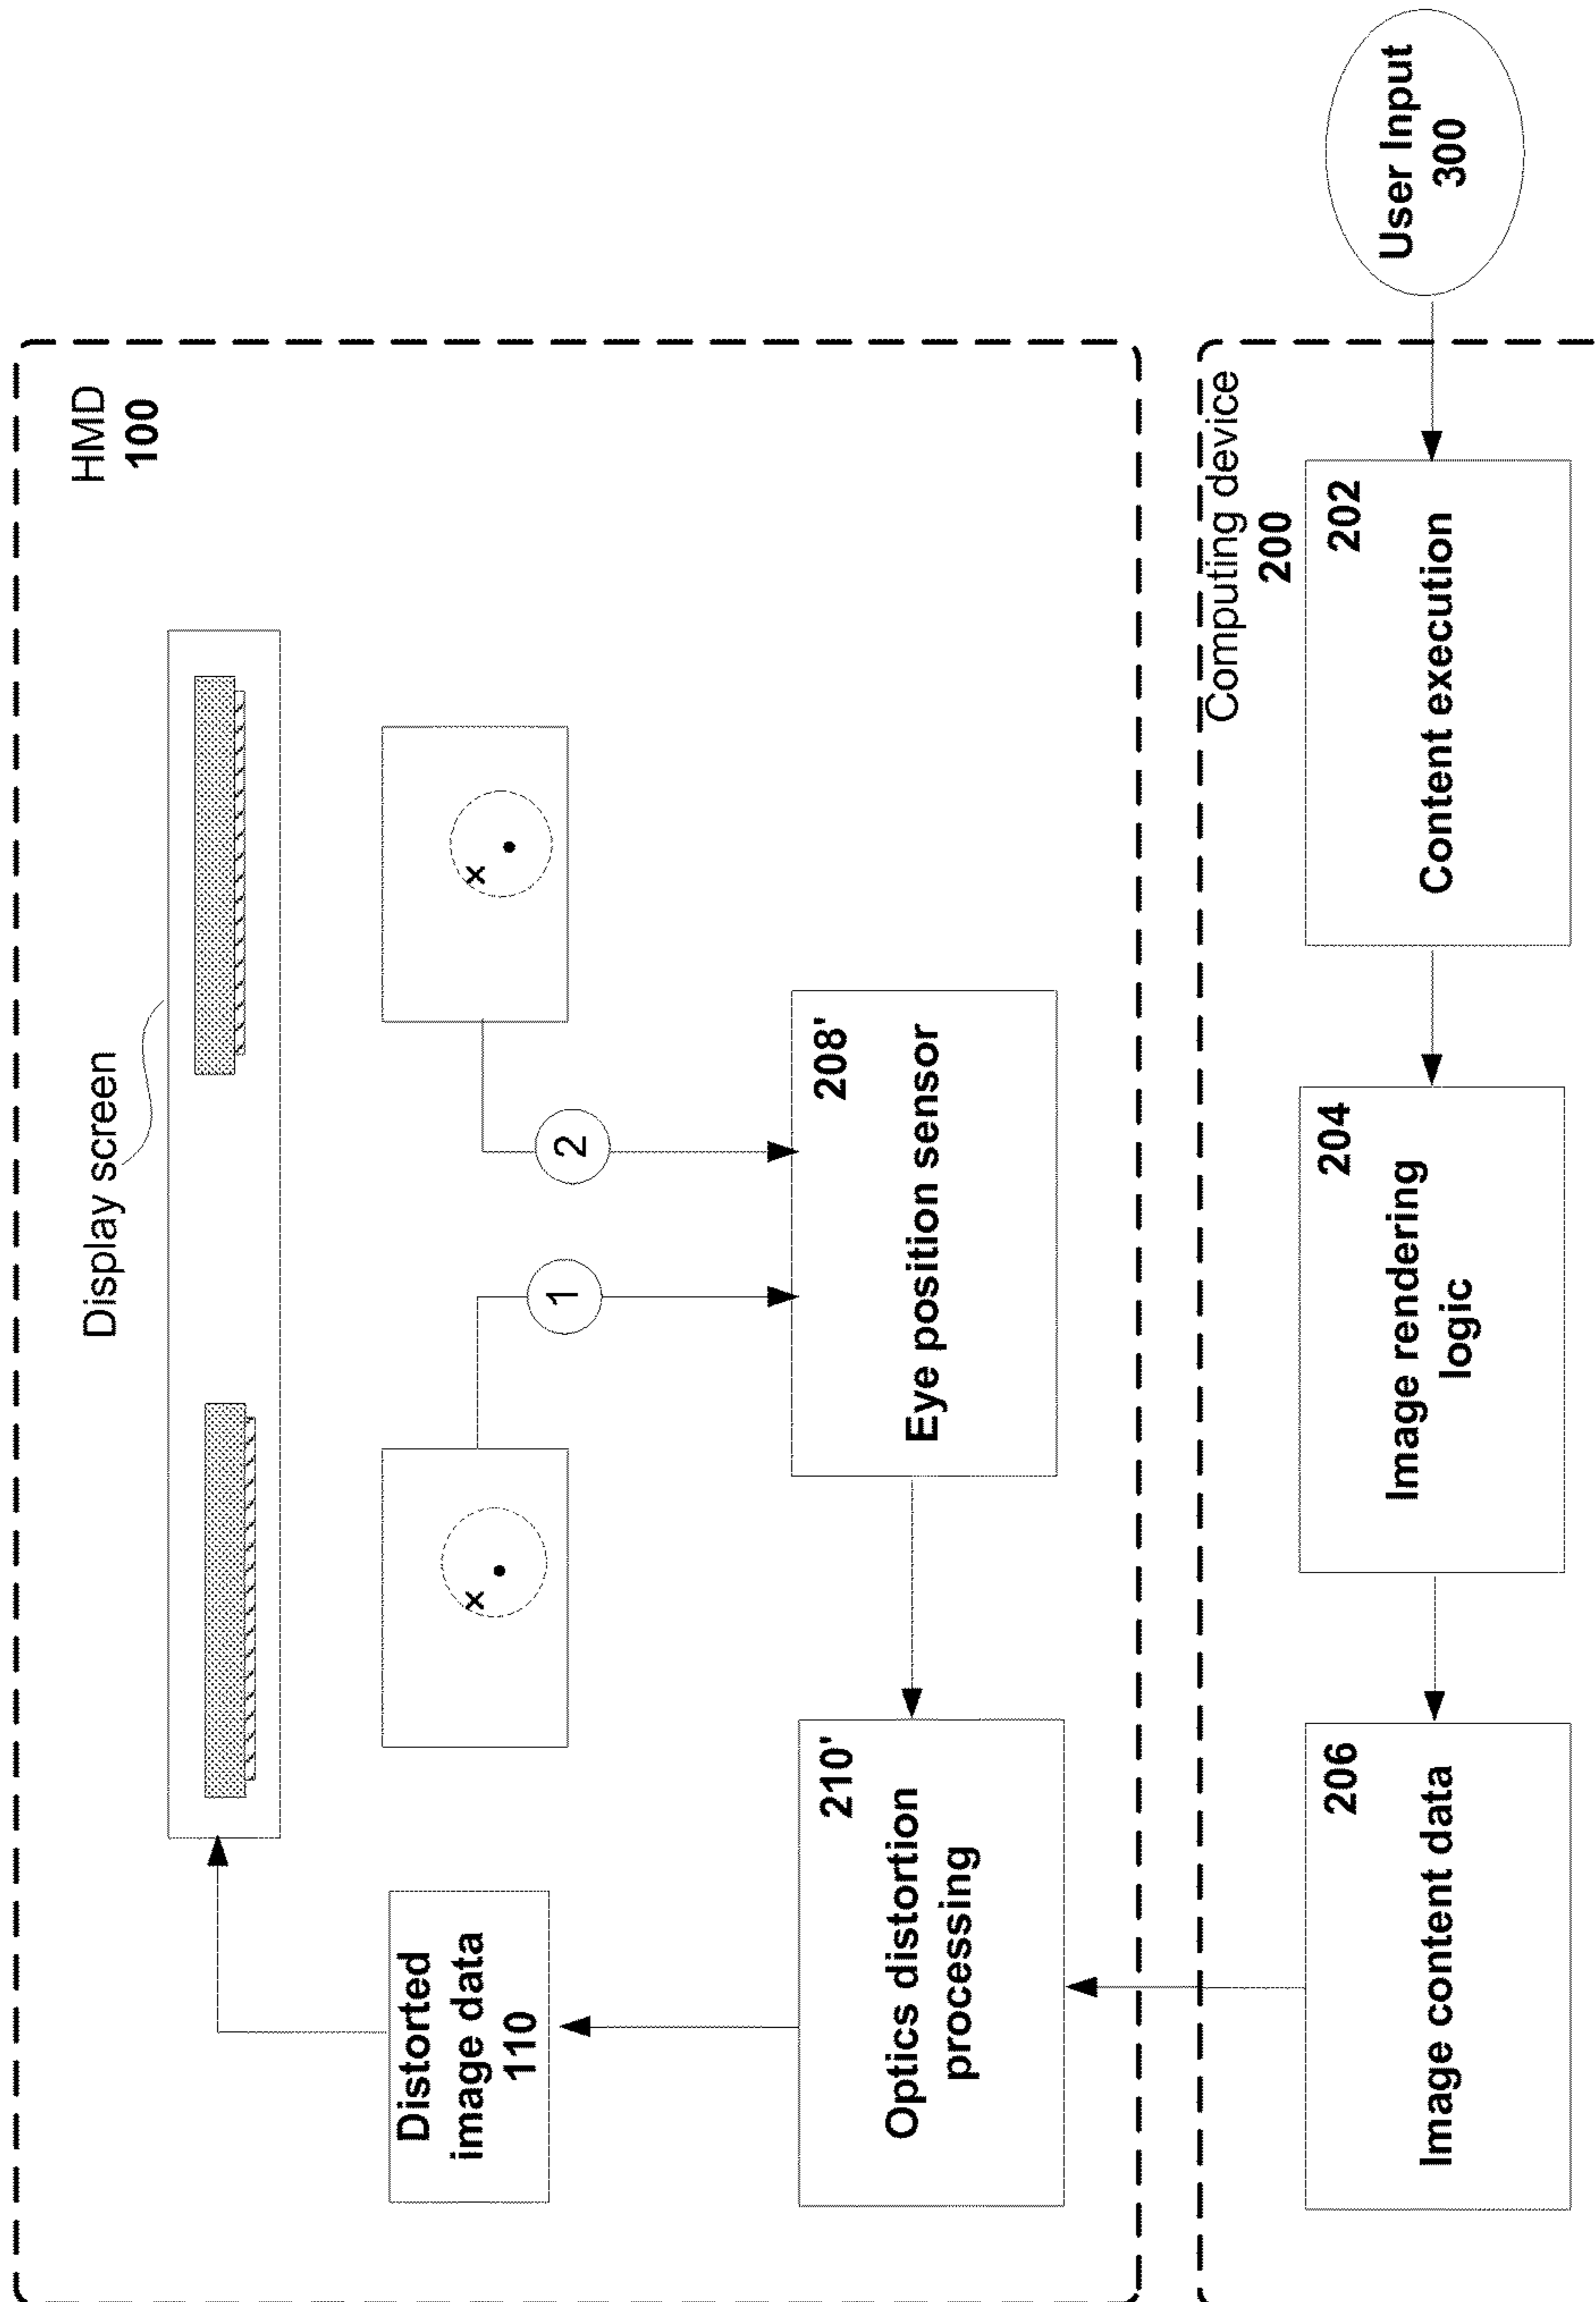 HMD
100
Display screen
Distorted
image data
110
x
x
1
2
210'
Optics distortion
processing
208'
Eye position sensor
Computing device
200
206
Image content data
204
Image rendering
logic
202
Content execution
User Input
300